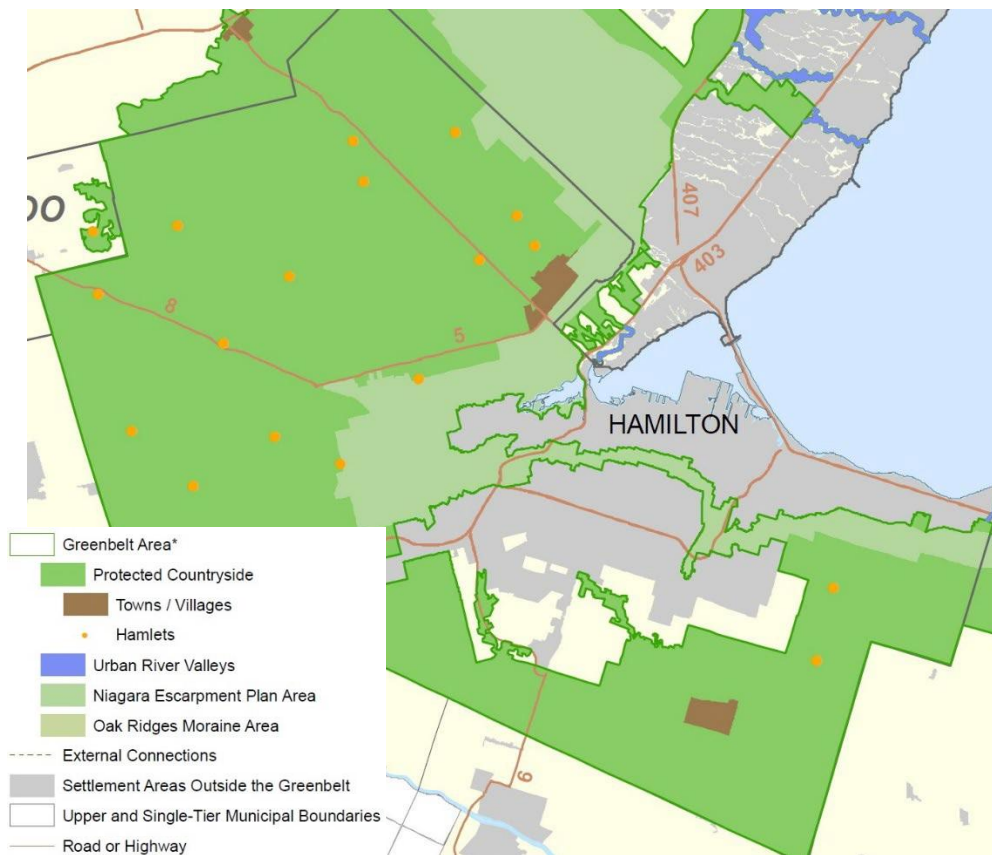 OO
407
403
8
5
HAMILTON
6
Greenbelt Area*
Protected Countryside
Towns / Villages
Hamlets
Urban River Valleys
Niagara Escarpment Plan Area
Oak Ridges Moraine Area
External Connections
Settlement Areas Outside the Greenbelt
Upper and Single-Tier Municipal Boundaries
Road or Highway